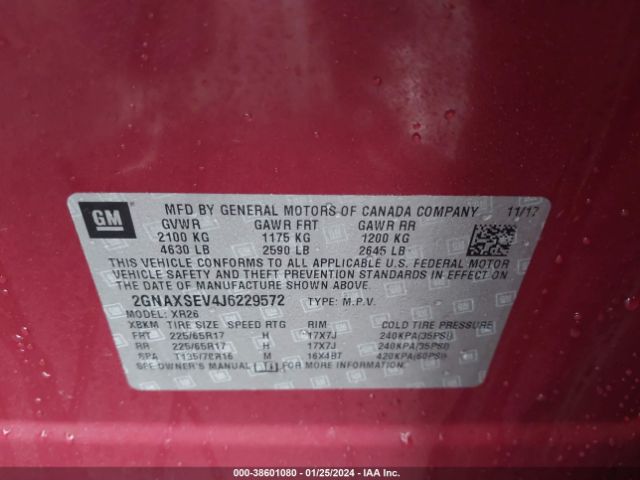 GM
MFD BY GENERAL MOTORS OF CANADA COMPANY 11/17
GVWR GAWR FRT GAWR RR
2100 KG 1175 KG 1200 KG
4630 LB 2590 LB 2645 LB
THIS VEHICLE CONFORMS TO ALL APPLICABLE U.S. FEDERAL MOTOR
VEHICLE SAFETY AND THEFT PREVENTION STANDARDS IN EFFECT ON
THE DATE OF MANUFACTURE SHOWN ABOVE.
2GNAXSEV4J6229572 TYPE: M.P.V.
MODEL: XR26
XBKM TIRE SIZE SPEED RTG RIM COLD TIRE PRESSURE
FRT 225/65R17 H 17X7J 240KPA(35PSI)
RR 225/65R17 H 17X7J 240KPA(35PSI)
SPA T135/70R16 M 16X4BT 420KPA(60PSI)
SEE OWNER'S MANUAL FOR MORE INFORMATION.
000-38601080 - 01/25/2024 - IAA Inc.